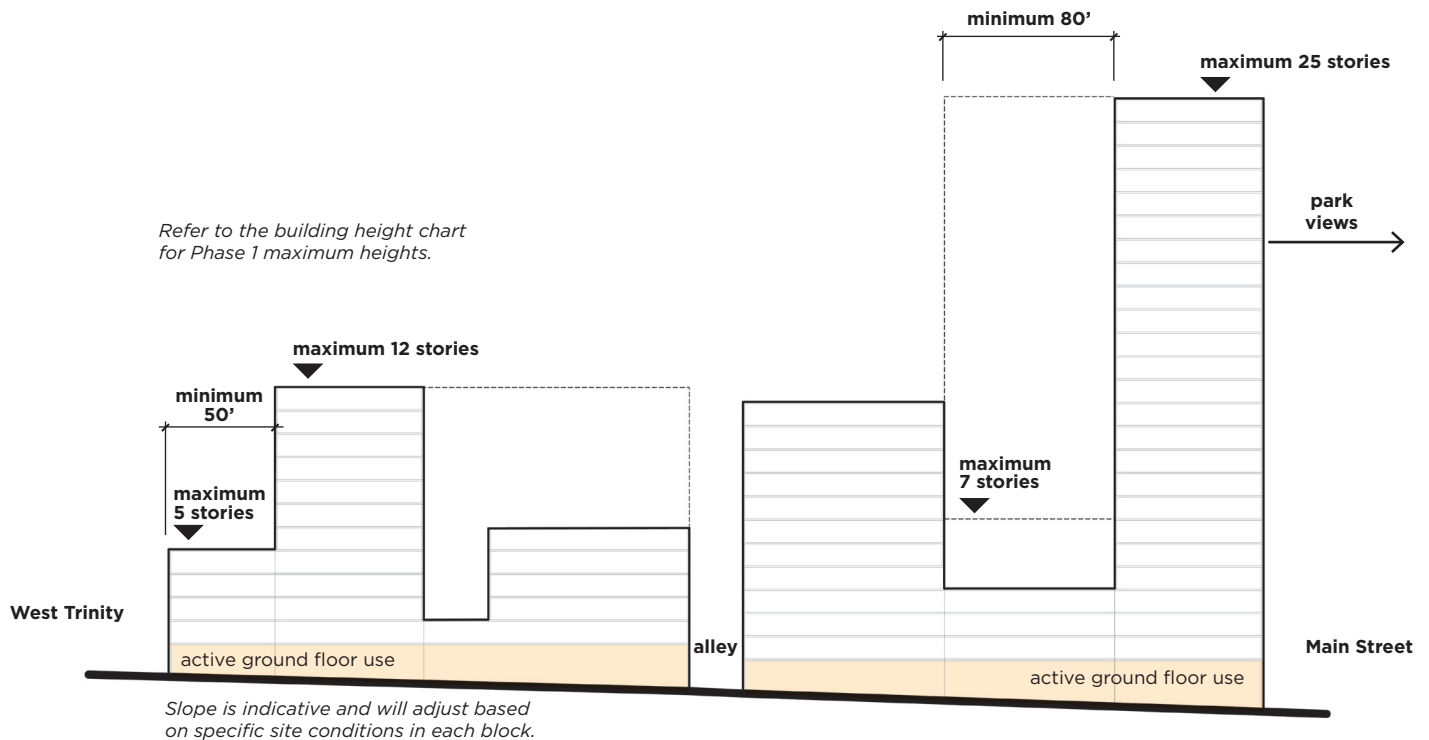 minimum 80’
maximum 25 stories
park
views
Refer to the building height chart
for Phase 1 maximum heights.
maximum 12 stories
minimum
50’
maximum
5 stories
maximum
7 stories
West Trinity
active ground floor use
alley
active ground floor use
Main Street
Slope is indicative and will adjust based
on specific site conditions in each block.